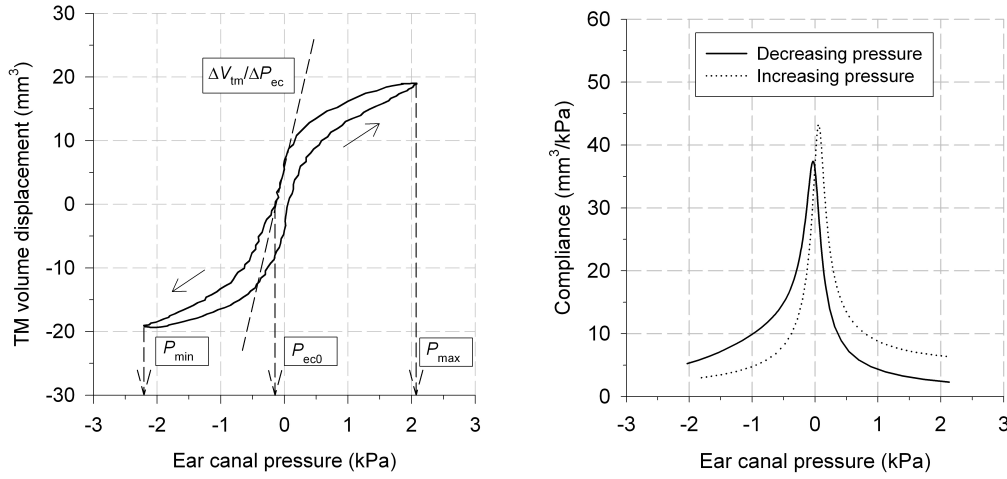 30
20
10
0
-10
-20
-30
TM volume displacement (mm³)
ΔVtm/ΔPec
Pmin
Pec0
Pmax
-3 -2 -1 0 1 2 3
Ear canal pressure (kPa)
60
50
40
30
20
10
0
Compliance (mm³/kPa)
Decreasing pressure
Increasing pressure
-3 -2 -1 0 1 2 3
Ear canal pressure (kPa)